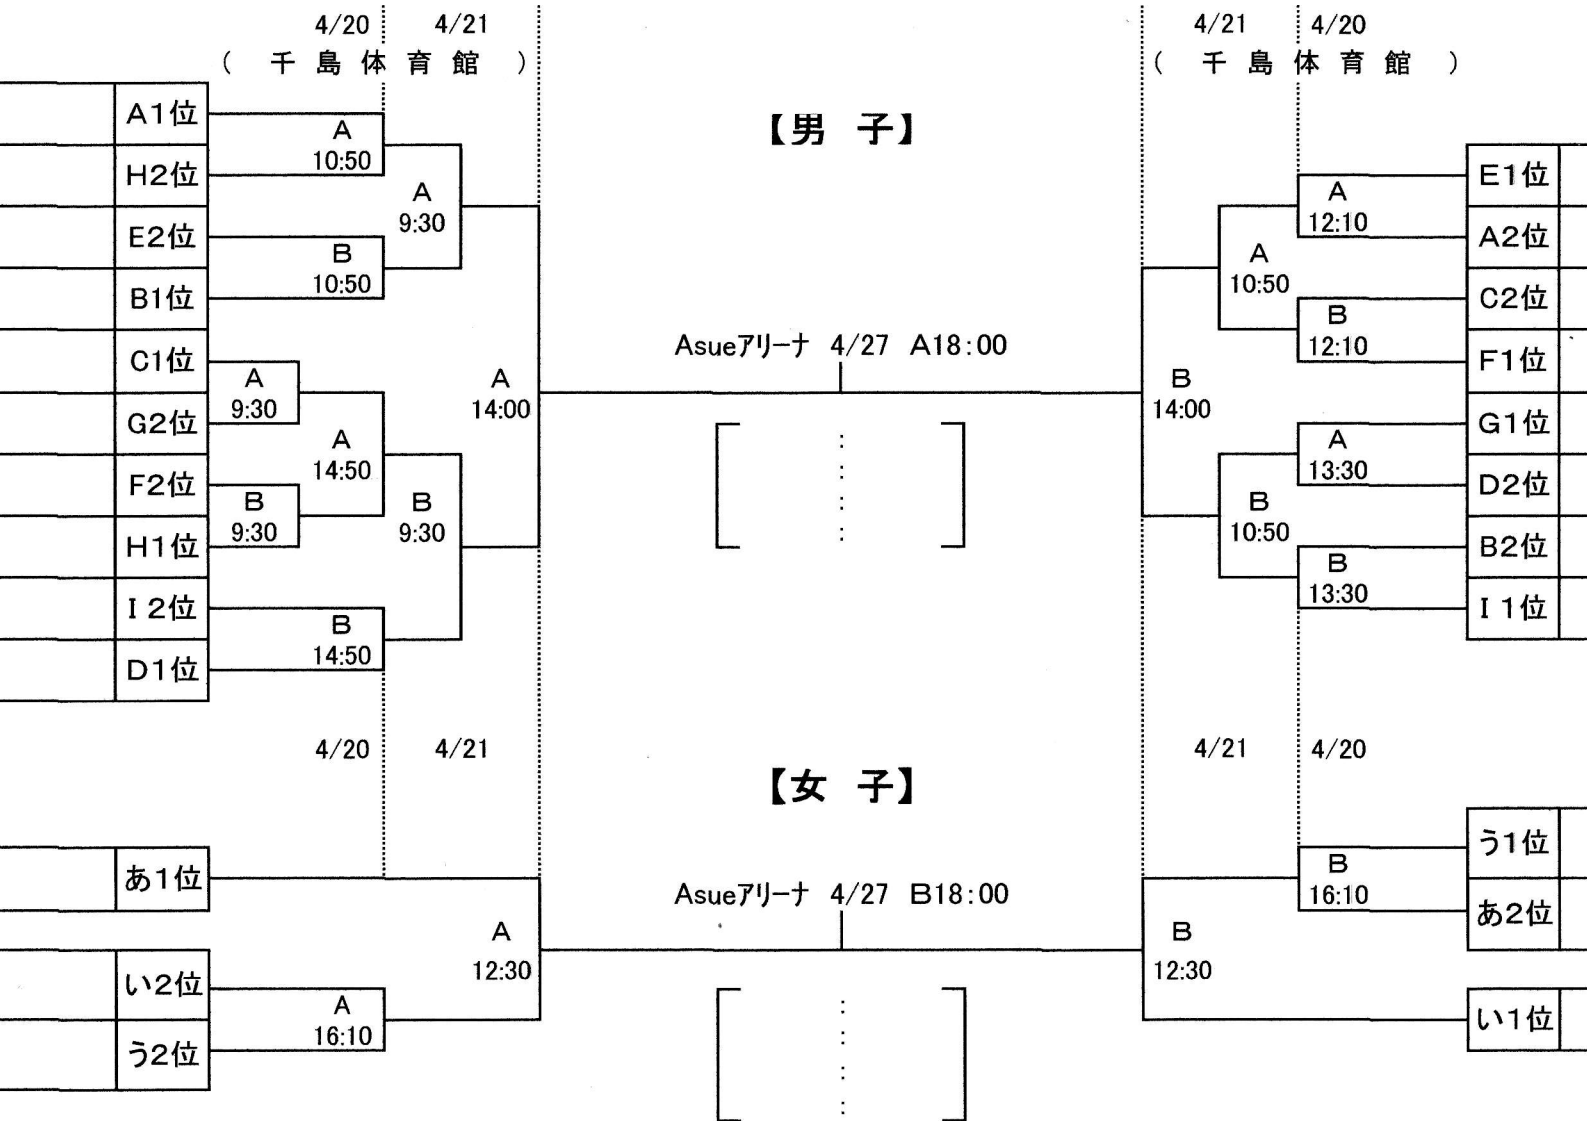 4/20 4/21 4/21 4/20
( 千 島 体 育 館 ) ( 千 島 体 育 館 )
【男 子】
A1位
A
10:50
H2位
A
9:30
E2位
B
10:50
B1位
C1位
A
9:30
G2位
A
14:50
F2位
B
9:30
H1位
B
9:30
I 2位
B
14:50
D1位
A
14:00
Asueアリーナ 4/27 A18:00
E1位
A
12:10
A2位
A
10:50
C2位
B
12:10
F1位
B
14:00
G1位
A
13:30
D2位
B
10:50
B2位
B
13:30
I 1位
4/20 4/21 4/21 4/20
【女 子】
あ1位
A
12:30
い2位
A
16:10
う2位
Asueアリーナ 4/27 B18:00
う1位
B
16:10
あ2位
B
12:30
い1位